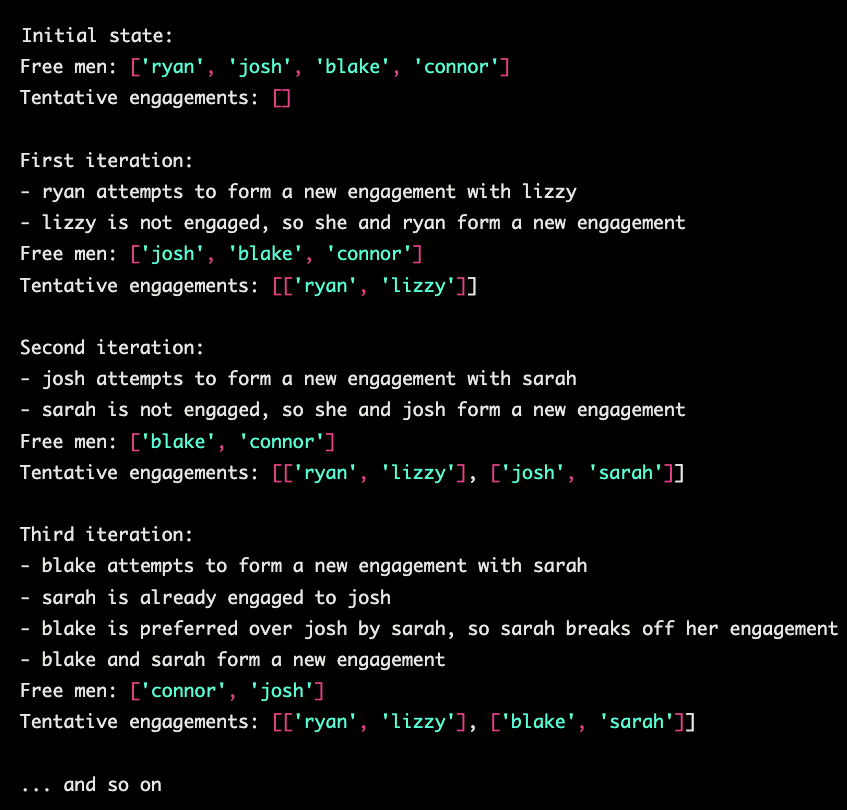 Initial state:
Free men: ['ryan', 'josh', 'blake', 'connor']
Tentative engagements: []
First iteration:
- ryan attempts to form a new engagement with lizzy
- lizzy is not engaged, so she and ryan form a new engagement
Free men: ['josh', 'blake', 'connor']
Tentative engagements: [['ryan', 'lizzy']]
Second iteration:
- josh attempts to form a new engagement with sarah
- sarah is not engaged, so she and josh form a new engagement
Free men: ['blake', 'connor']
Tentative engagements: [['ryan', 'lizzy'], ['josh', 'sarah']]
Third iteration:
- blake attempts to form a new engagement with sarah
- sarah is already engaged to josh
- blake is preferred over josh by sarah, so sarah breaks off her engagement
- blake and sarah form a new engagement
Free men: ['connor', 'josh']
Tentative engagements: [['ryan', 'lizzy'], ['blake', 'sarah']]
... and so on